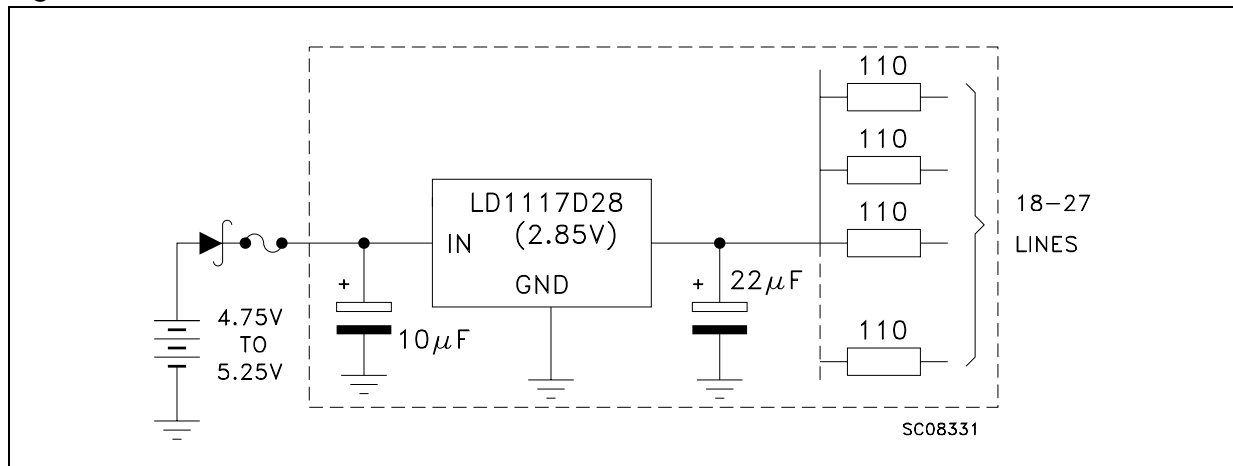 110
110
110
110
18-27
LINES
LD1117D28
IN
(2.85V)
GND
+
10μF
+
22μF
4.75V
TO
5.25V
SC08331